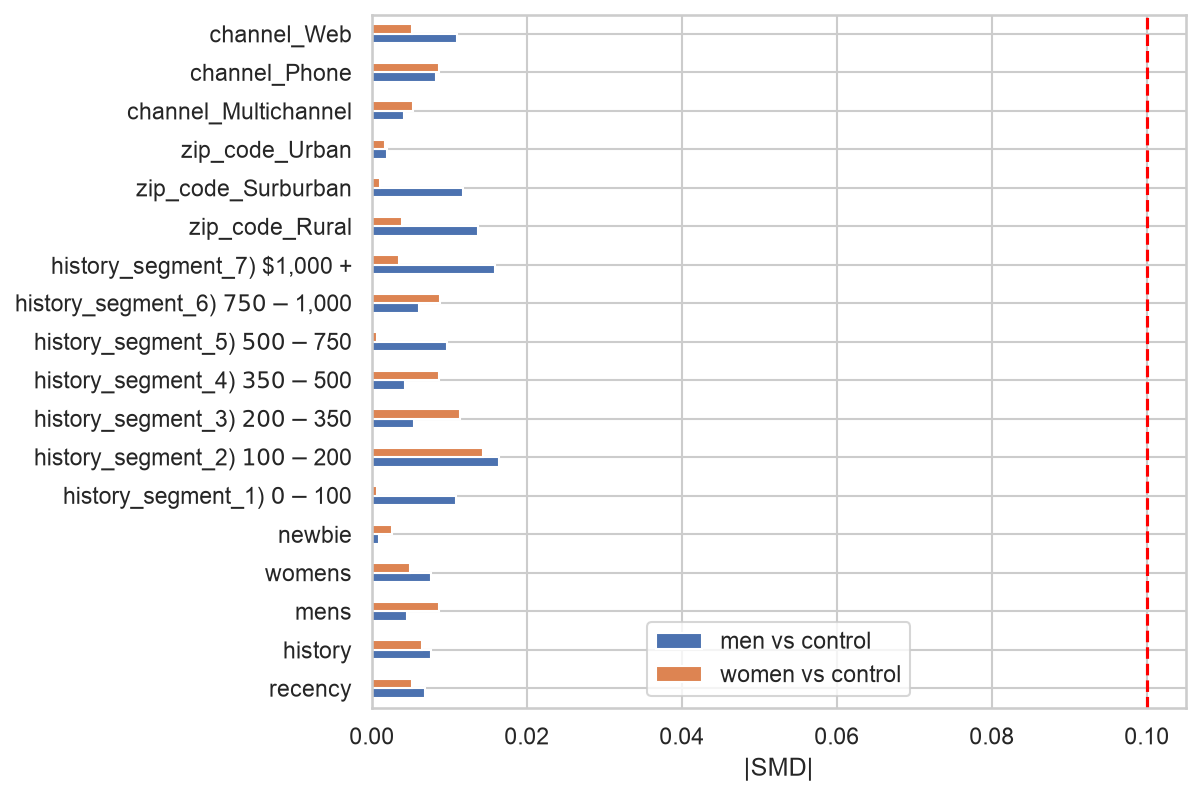 channel_Web
channel_Phone
channel_Multichannel
zip_code_Urban
zip_code_Surburban
zip_code_Rural
history_segment_7) $1,000 +
history_segment_6) 750 − 1,000
history_segment_5) 500 − 750
history_segment_4) 350 − 500
history_segment_3) 200 − 350
history_segment_2) 100 − 200
history_segment_1) 0 − 100
newbie
womens
mens
history
recency
men vs control
women vs control
0.00 0.02 0.04 0.06 0.08 0.10
|SMD|